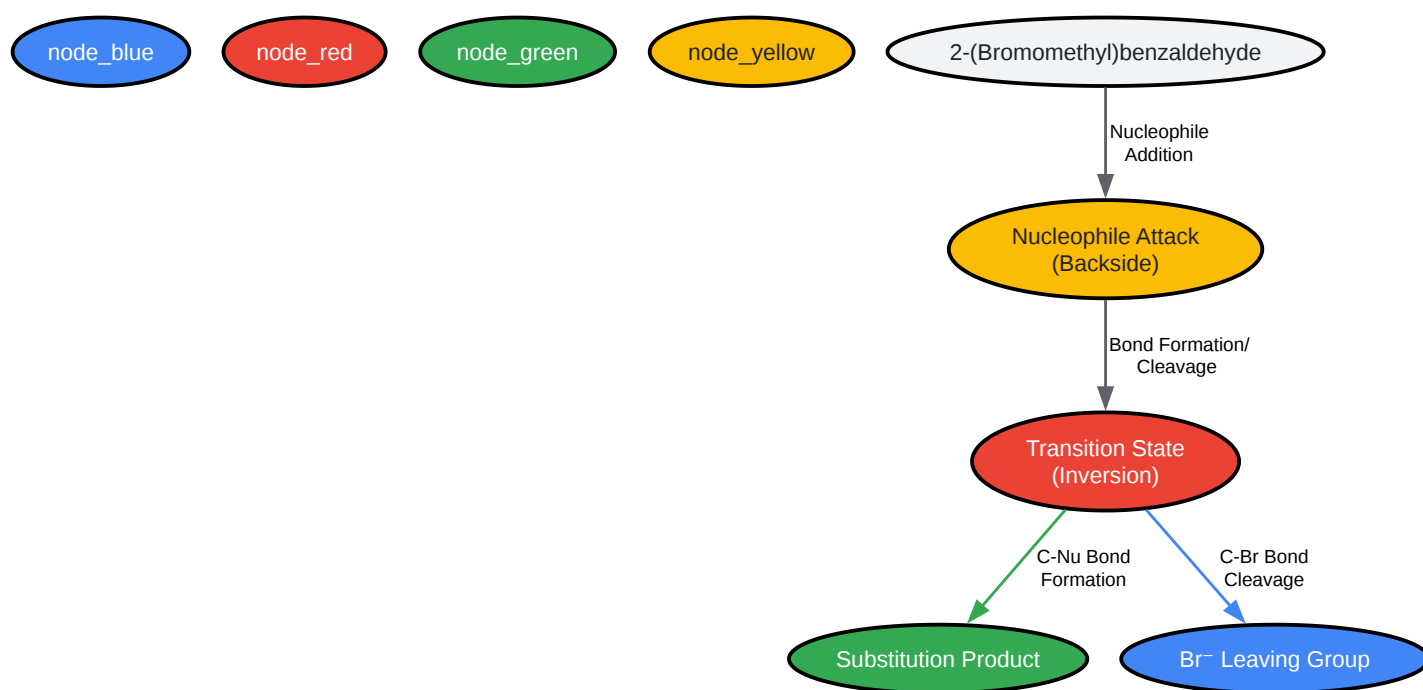 node_blue
node_red
node_green
node_yellow
2-(Bromomethyl)benzaldehyde
Nucleophile
Addition
Nucleophile Attack
(Backside)
Bond Formation/
Cleavage
Transition State
(Inversion)
C-Nu Bond
Formation
C-Br Bond
Cleavage
Substitution Product
Br⁻ Leaving Group